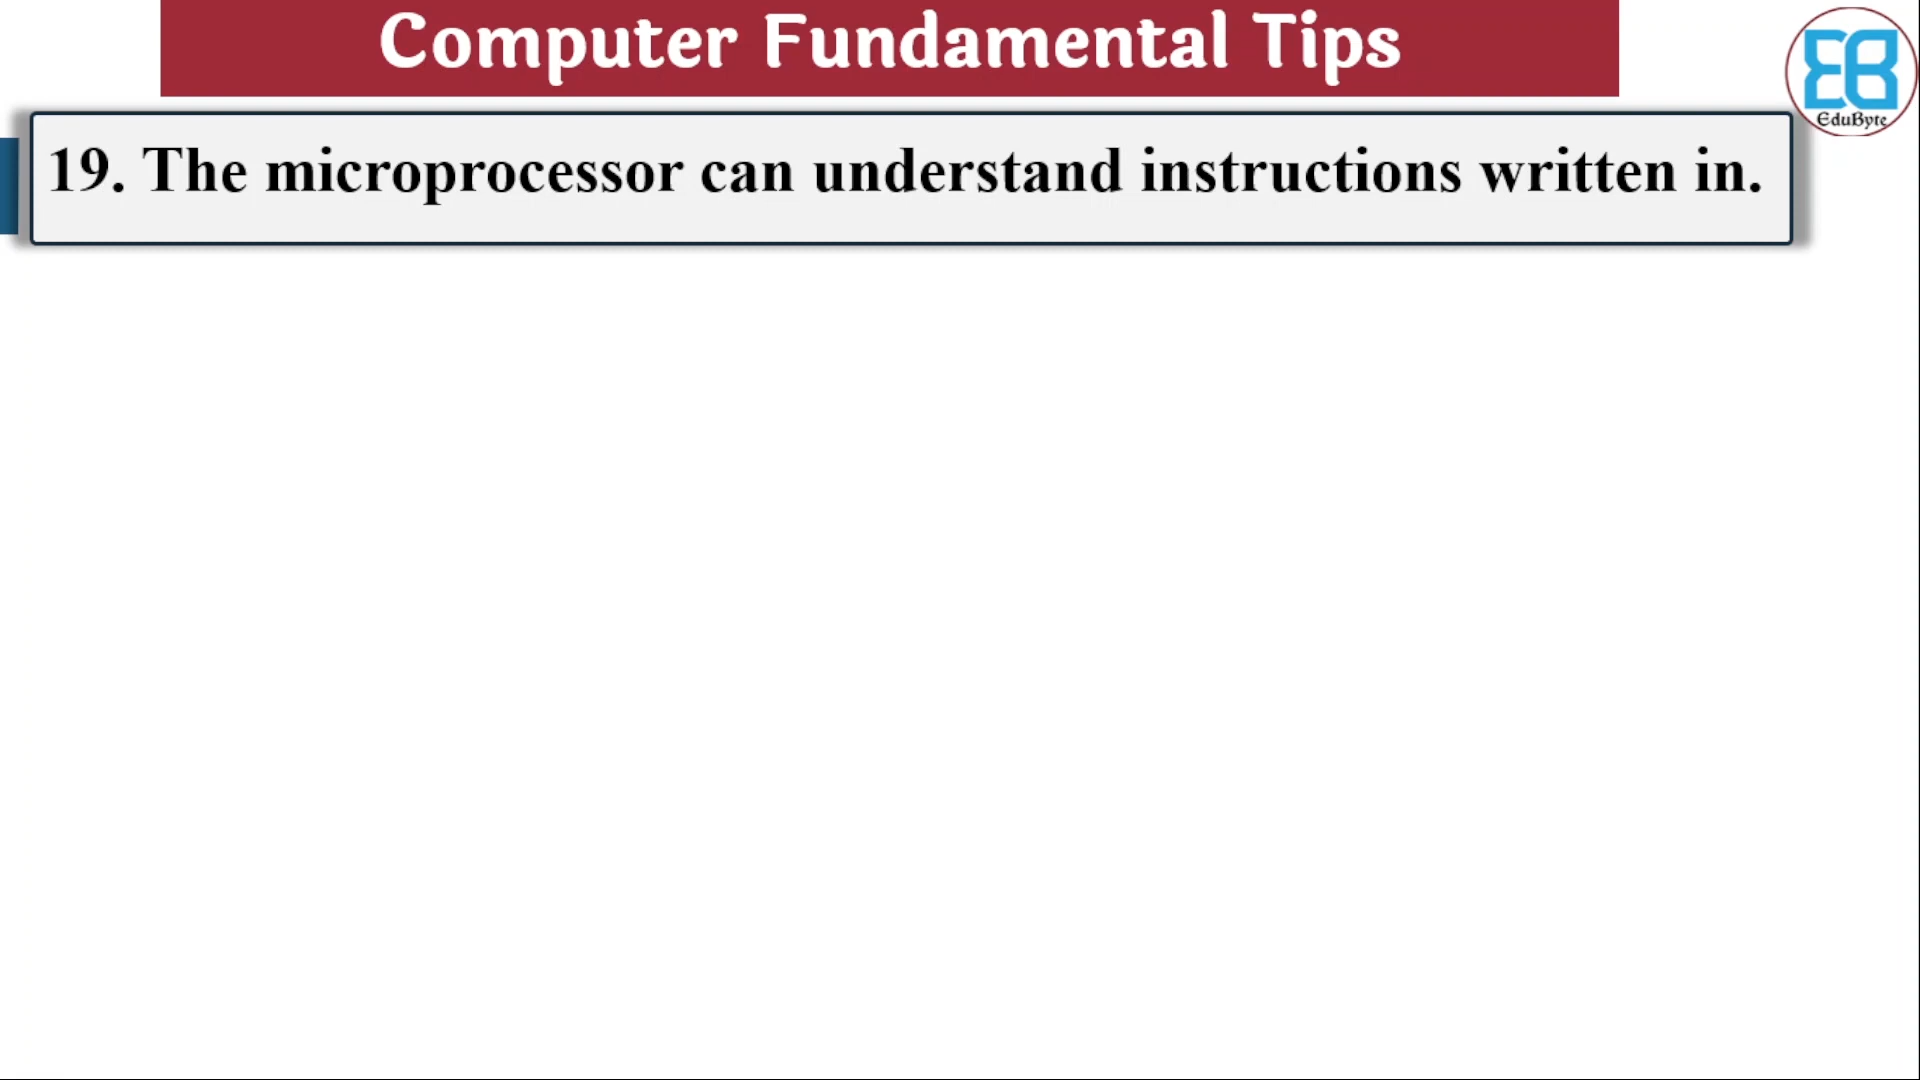 Computer Fundamental Tips
EduByte
19. The microprocessor can understand instructions written in.